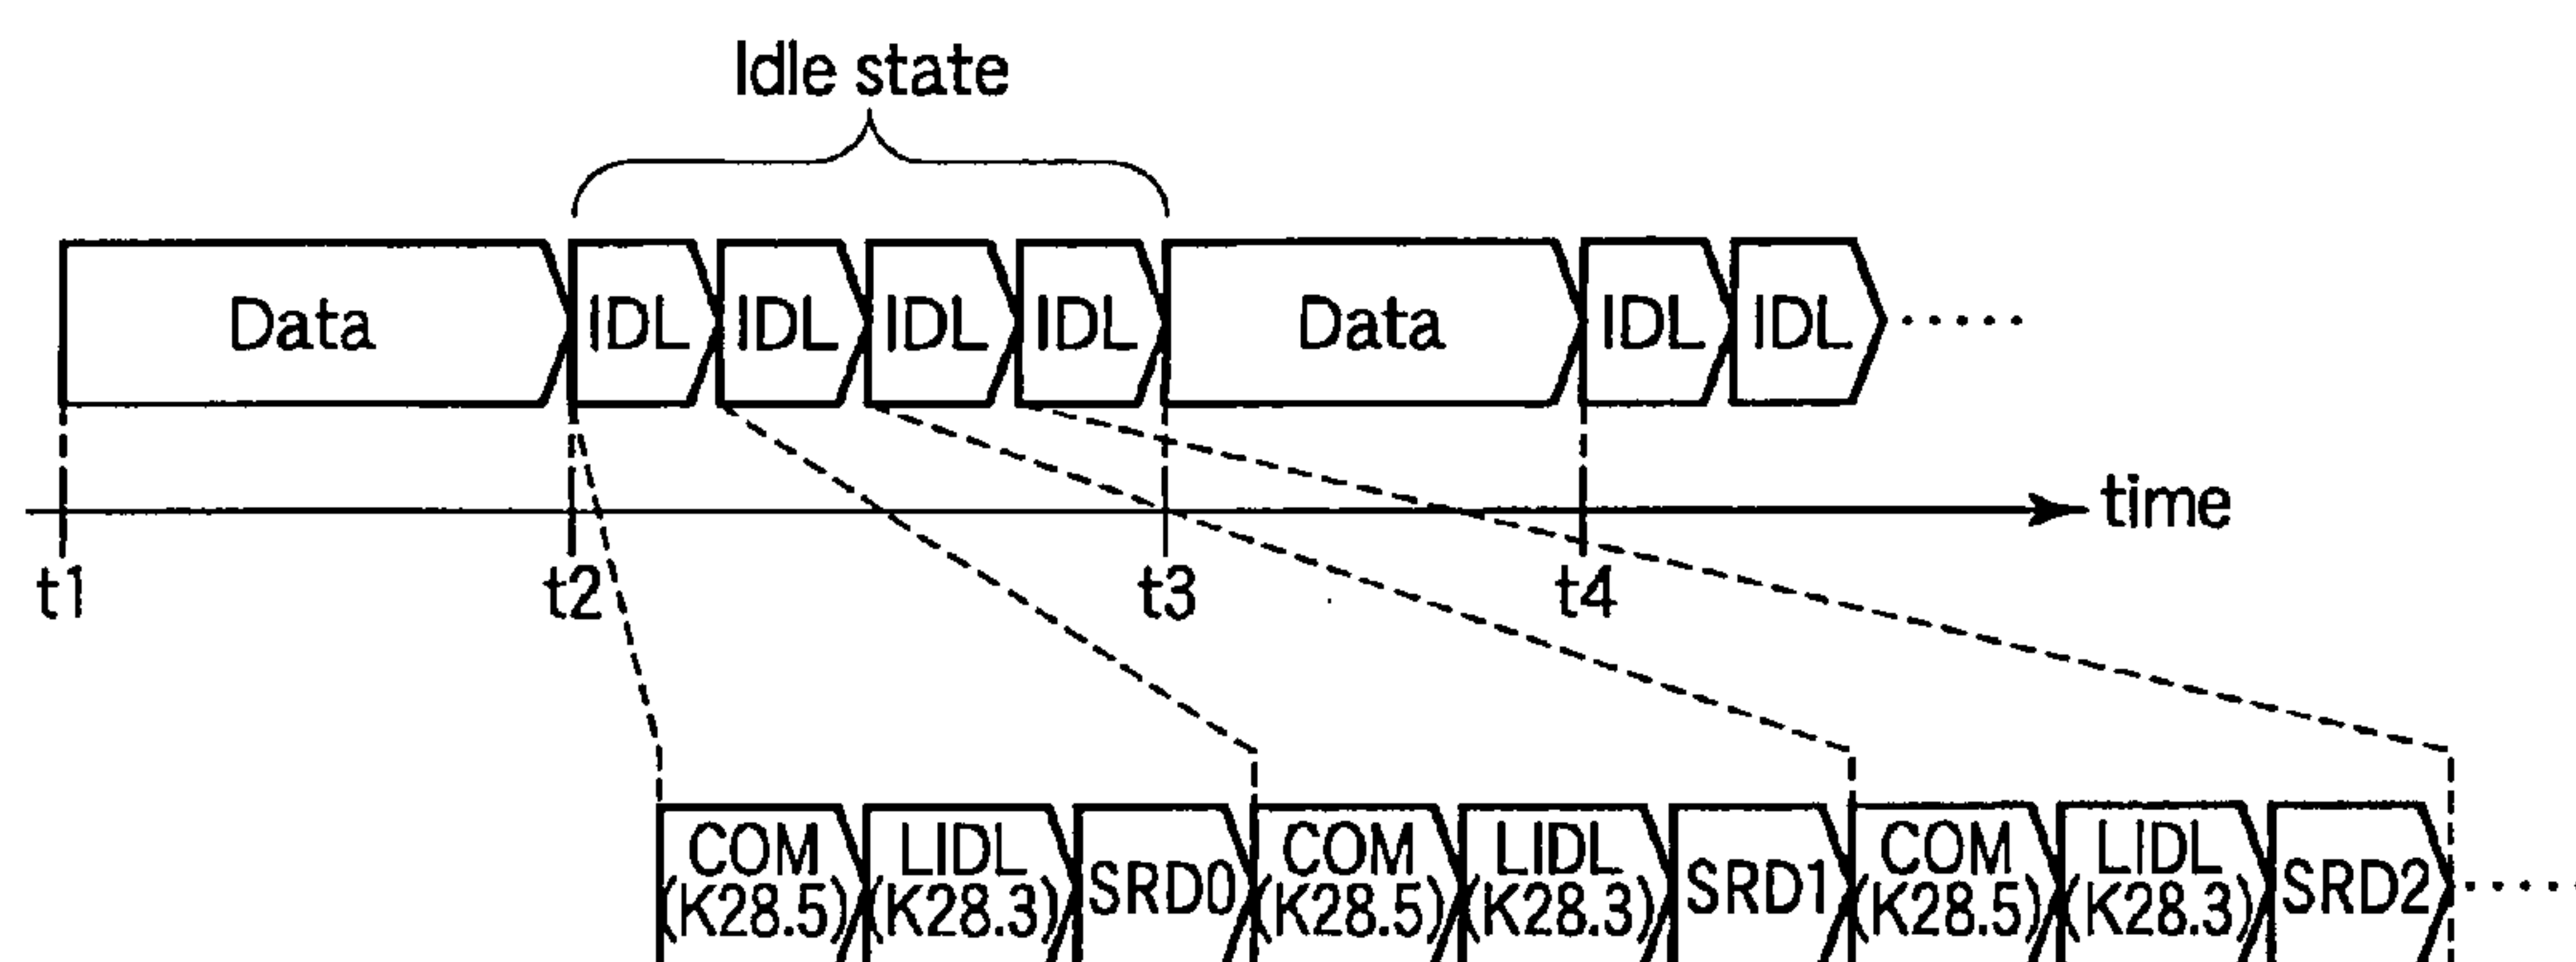 Idle state
Data IDL IDL IDL IDL Data IDL IDL .....
time
t1 t2 t3 t4
COM LIDL SRD0 COM LIDL SRD1 COM LIDL SRD2 .....
(K28.5) (K28.3) (K28.5) (K28.3) (K28.5) (K28.3)